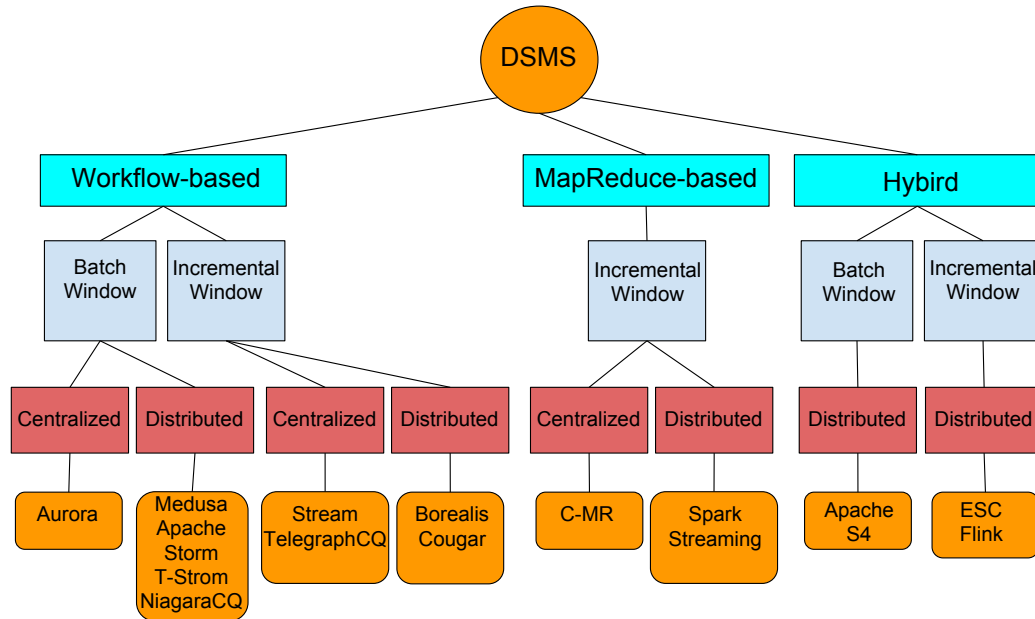 DSMS
Workflow-based
MapReduce-based
Hybird
Batch
Window
Incremental
Window
Incremental
Window
Batch
Window
Incremental
Window
Centralized
Distributed
Centralized
Distributed
Centralized
Distributed
Distributed
Distributed
Aurora
Medusa
Apache
Storm
T-Strom
NiagaraCQ
Stream
TelegraphCQ
Borealis
Cougar
C-MR
Spark
Streaming
Apache
S4
ESC
Flink